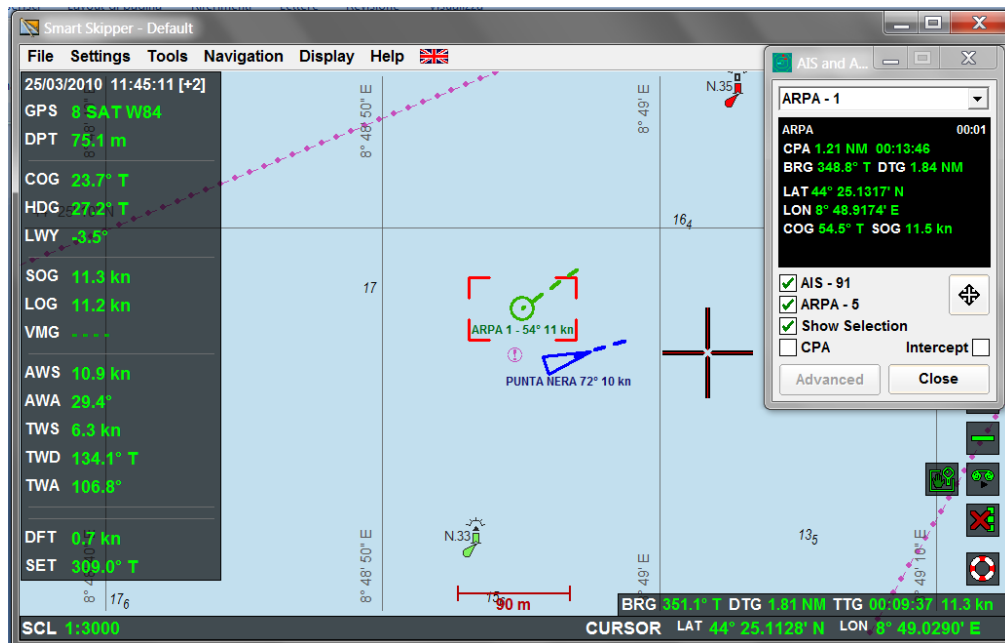 Smart Skipper - Default
File Settings Tools Navigation Display Help
25/03/2010 11:45:11 [+2]
GPS 8 SAT W84
DPT 75.1 m
COG 23.7° T
HDG 27.2° T
LWY -3.5°
SOG 11.3 kn
LOG 11.2 kn
VMG - - - -
AWS 10.9 kn
AWA 29.4°
TWS 6.3 kn
TWD 134.1° T
TWA 106.8°
DFT 0.7 kn
SET 309.0° T
8° 48' 50" E
8° 49' E
N.35
16₄
17
ARPA 1 - 54° 11 kn
PUNTA NERA 72° 10 kn
N.33
13₅
8° 48' 40" E
8° 48' 50" E
8° 49' E
8° 49' 10" E
17₆
90 m
AIS and A...
ARPA - 1
ARPA 00:01
CPA 1.21 NM 00:13:46
BRG 348.8° T DTG 1.84 NM
LAT 44° 25.1317' N
LON 8° 48.9174' E
COG 54.5° T SOG 11.5 kn
AIS - 91
ARPA - 5
Show Selection
CPA Intercept
Advanced Close
BRG 351.1° T DTG 1.81 NM TTG 00:09:37 11.3 kn
SCL 1:3000
CURSOR LAT 44° 25.1128' N LON 8° 49.0290' E